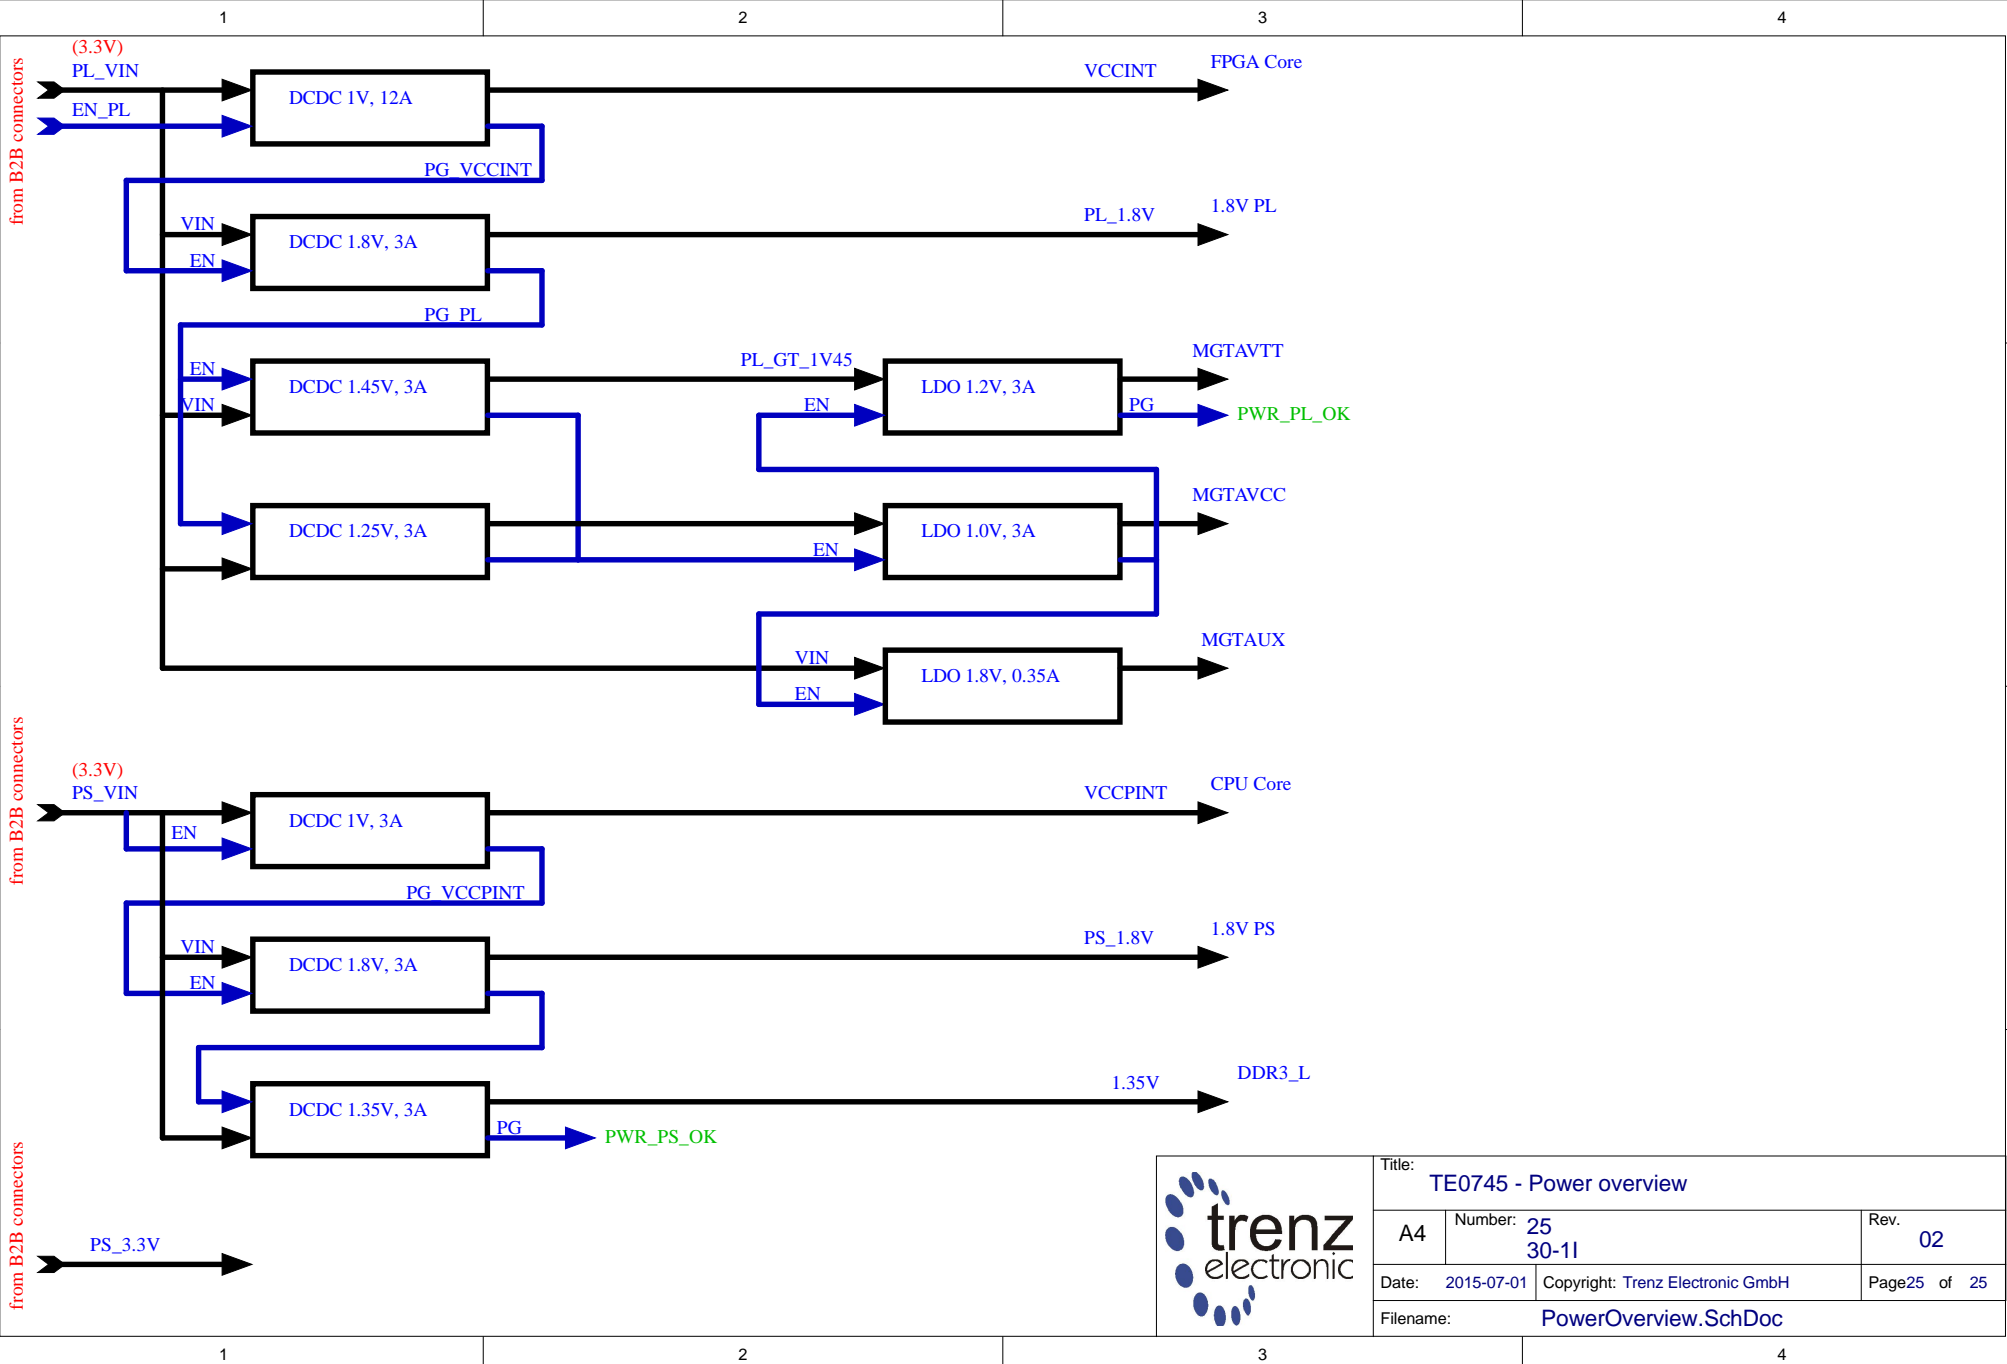 1 2 3 4
from B2B connectors
(3.3V)
PL_VIN
EN_PL
DCDC 1V, 12A
VCCINT
FPGA Core
PG_VCCINT
VIN
EN
DCDC 1.8V, 3A
PL_1.8V
1.8V PL
PG_PL
EN
VIN
DCDC 1.45V, 3A
PL_GT_1V45
EN
LDO 1.2V, 3A
MGTAVTT
PG
PWR_PL_OK
DCDC 1.25V, 3A
EN
LDO 1.0V, 3A
MGTAVCC
VIN
EN
LDO 1.8V, 0.35A
MGTAUX
from B2B connectors
(3.3V)
PS_VIN
EN
DCDC 1V, 3A
VCCPINT
CPU Core
PG_VCCPINT
VIN
EN
DCDC 1.8V, 3A
PS_1.8V
1.8V PS
DCDC 1.35V, 3A
1.35V
DDR3_L
PG
PWR_PS_OK
from B2B connectors
PS_3.3V
trenz
electronic
Title:
TE0745 - Power overview
A4
Number: 25
30-1I
Rev.
02
Date: 2015-07-01
Copyright: Trenz Electronic GmbH
Page25 of 25
Filename: PowerOverview.SchDoc
1 2 3 4